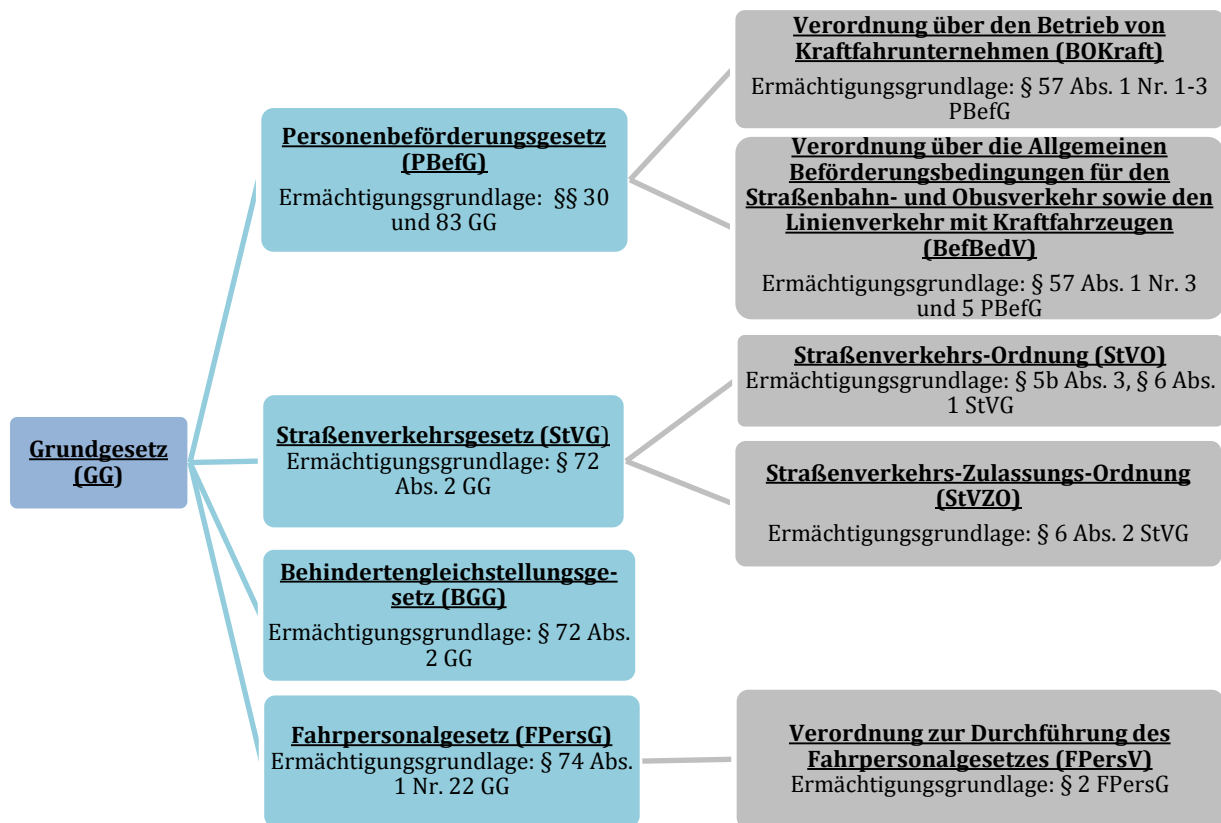 Grundgesetz
(GG)
Personenbeförderungsgesetz
(PBefG)
Ermächtigungsgrundlage: §§ 30
und 83 GG
Verordnung über den Betrieb von
Kraftfahrunternehmen (BOKraft)
Ermächtigungsgrundlage: § 57 Abs. 1 Nr. 1-3
PBefG
Verordnung über die Allgemeinen
Beförderungsbedingungen für den
Straßenbahn- und Obusverkehr sowie den
Linienverkehr mit Kraftfahrzeugen
(BefBedV)
Ermächtigungsgrundlage: § 57 Abs. 1 Nr. 3
und 5 PBefG
Straßenverkehrsgesetz (StVG)
Ermächtigungsgrundlage: § 72
Abs. 2 GG
Straßenverkehrs-Ordnung (StVO)
Ermächtigungsgrundlage: § 5b Abs. 3, § 6 Abs.
1 StVG
Straßenverkehrs-Zulassungs-Ordnung
(StVZO)
Ermächtigungsgrundlage: § 6 Abs. 2 StVG
Behindertengleichstellungsge-
setz (BGG)
Ermächtigungsgrundlage: § 72 Abs.
2 GG
Fahrpersonalgesetz (FPersG)
Ermächtigungsgrundlage: § 74 Abs.
1 Nr. 22 GG
Verordnung zur Durchführung des
Fahrpersonalgesetzes (FPersV)
Ermächtigungsgrundlage: § 2 FPersG